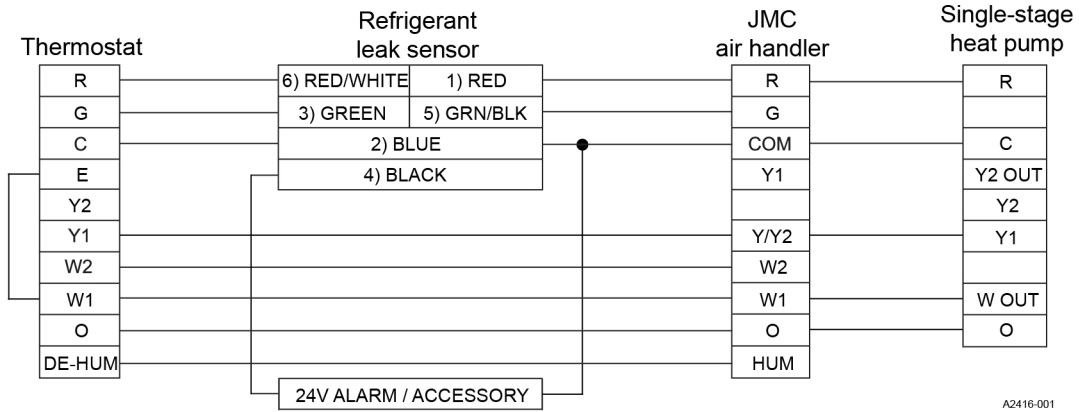 Thermostat
R
G
C
E
Y2
Y1
W2
W1
O
DE-HUM
Refrigerant
leak sensor
6) RED/WHITE 1) RED
3) GREEN 5) GRN/BLK
2) BLUE
4) BLACK
24V ALARM / ACCESSORY
JMC
air handler
R
G
COM
Y1
Y/Y2
W2
W1
O
HUM
Single-stage
heat pump
R
C
Y2 OUT
Y2
Y1
W OUT
O
A2416-001